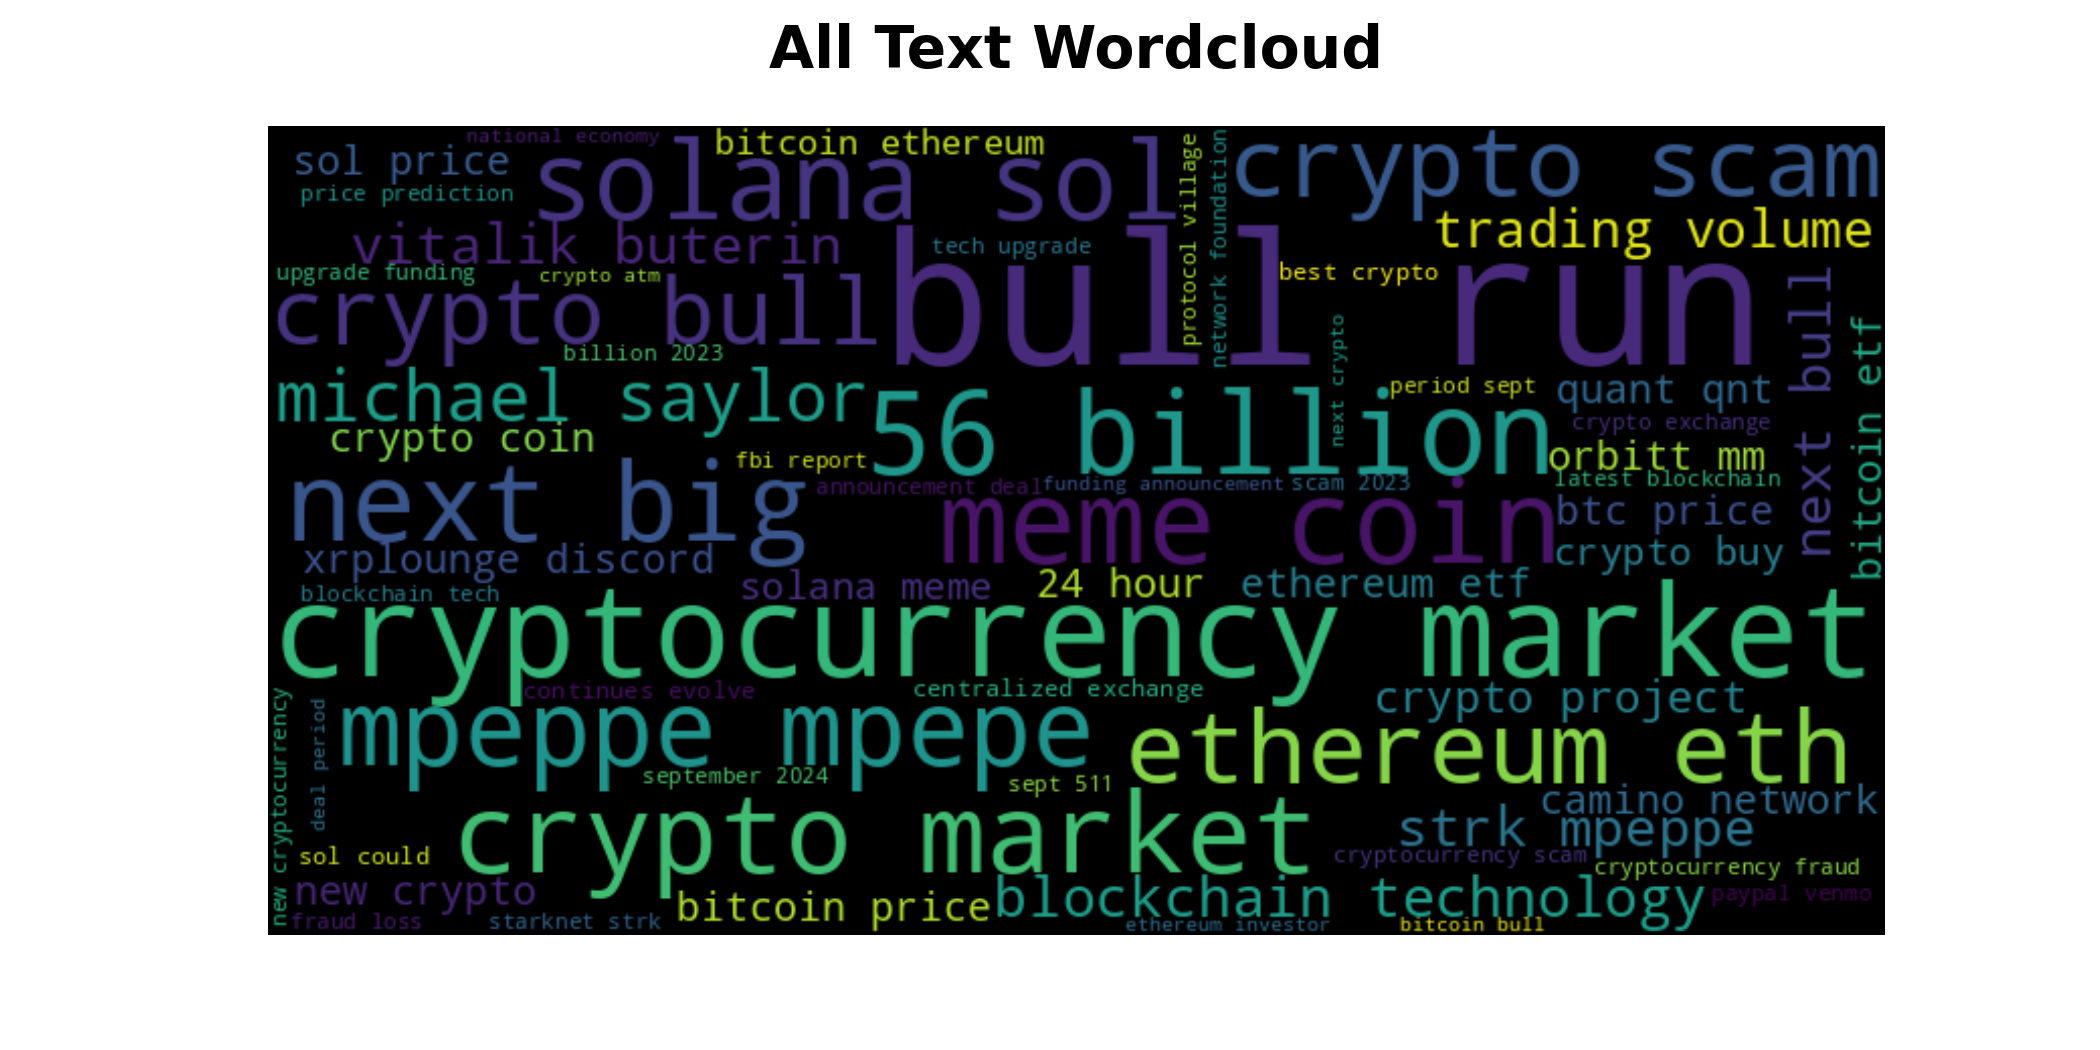 All Text Wordcloud
national economy
bitcoin ethereum
sol price
price prediction
solana sol
protocol village
network foundation
crypto scam
trading volume
vitalik buterin
tech upgrade
upgrade funding
crypto atm
best crypto
crypto bull
bull run
next bull
bitcoin etf
billion 2023
next crypto
michael saylor
56 billion
period sept
quant qnt
crypto exchange
crypto coin
fbi report
orbitt mm
latest blockchain
next big
announcement deal
funding announcement
scam 2023
meme coin
btc price
crypto buy
xrplounge discord
solana meme
24 hour
ethereum etf
blockchain tech
cryptocurrency market
continues evolve
centralized exchange
crypto project
new cryptocurrency
deal period
mpeppe mpepe
ethereum eth
september 2024
sept 511
camino network
strk mpeppe
crypto market
sol could
cryptocurrency scam
cryptocurrency fraud
new crypto
bitcoin price
blockchain technology
paypal venmo
fraud loss
starknet strk
ethereum investor
bitcoin bull